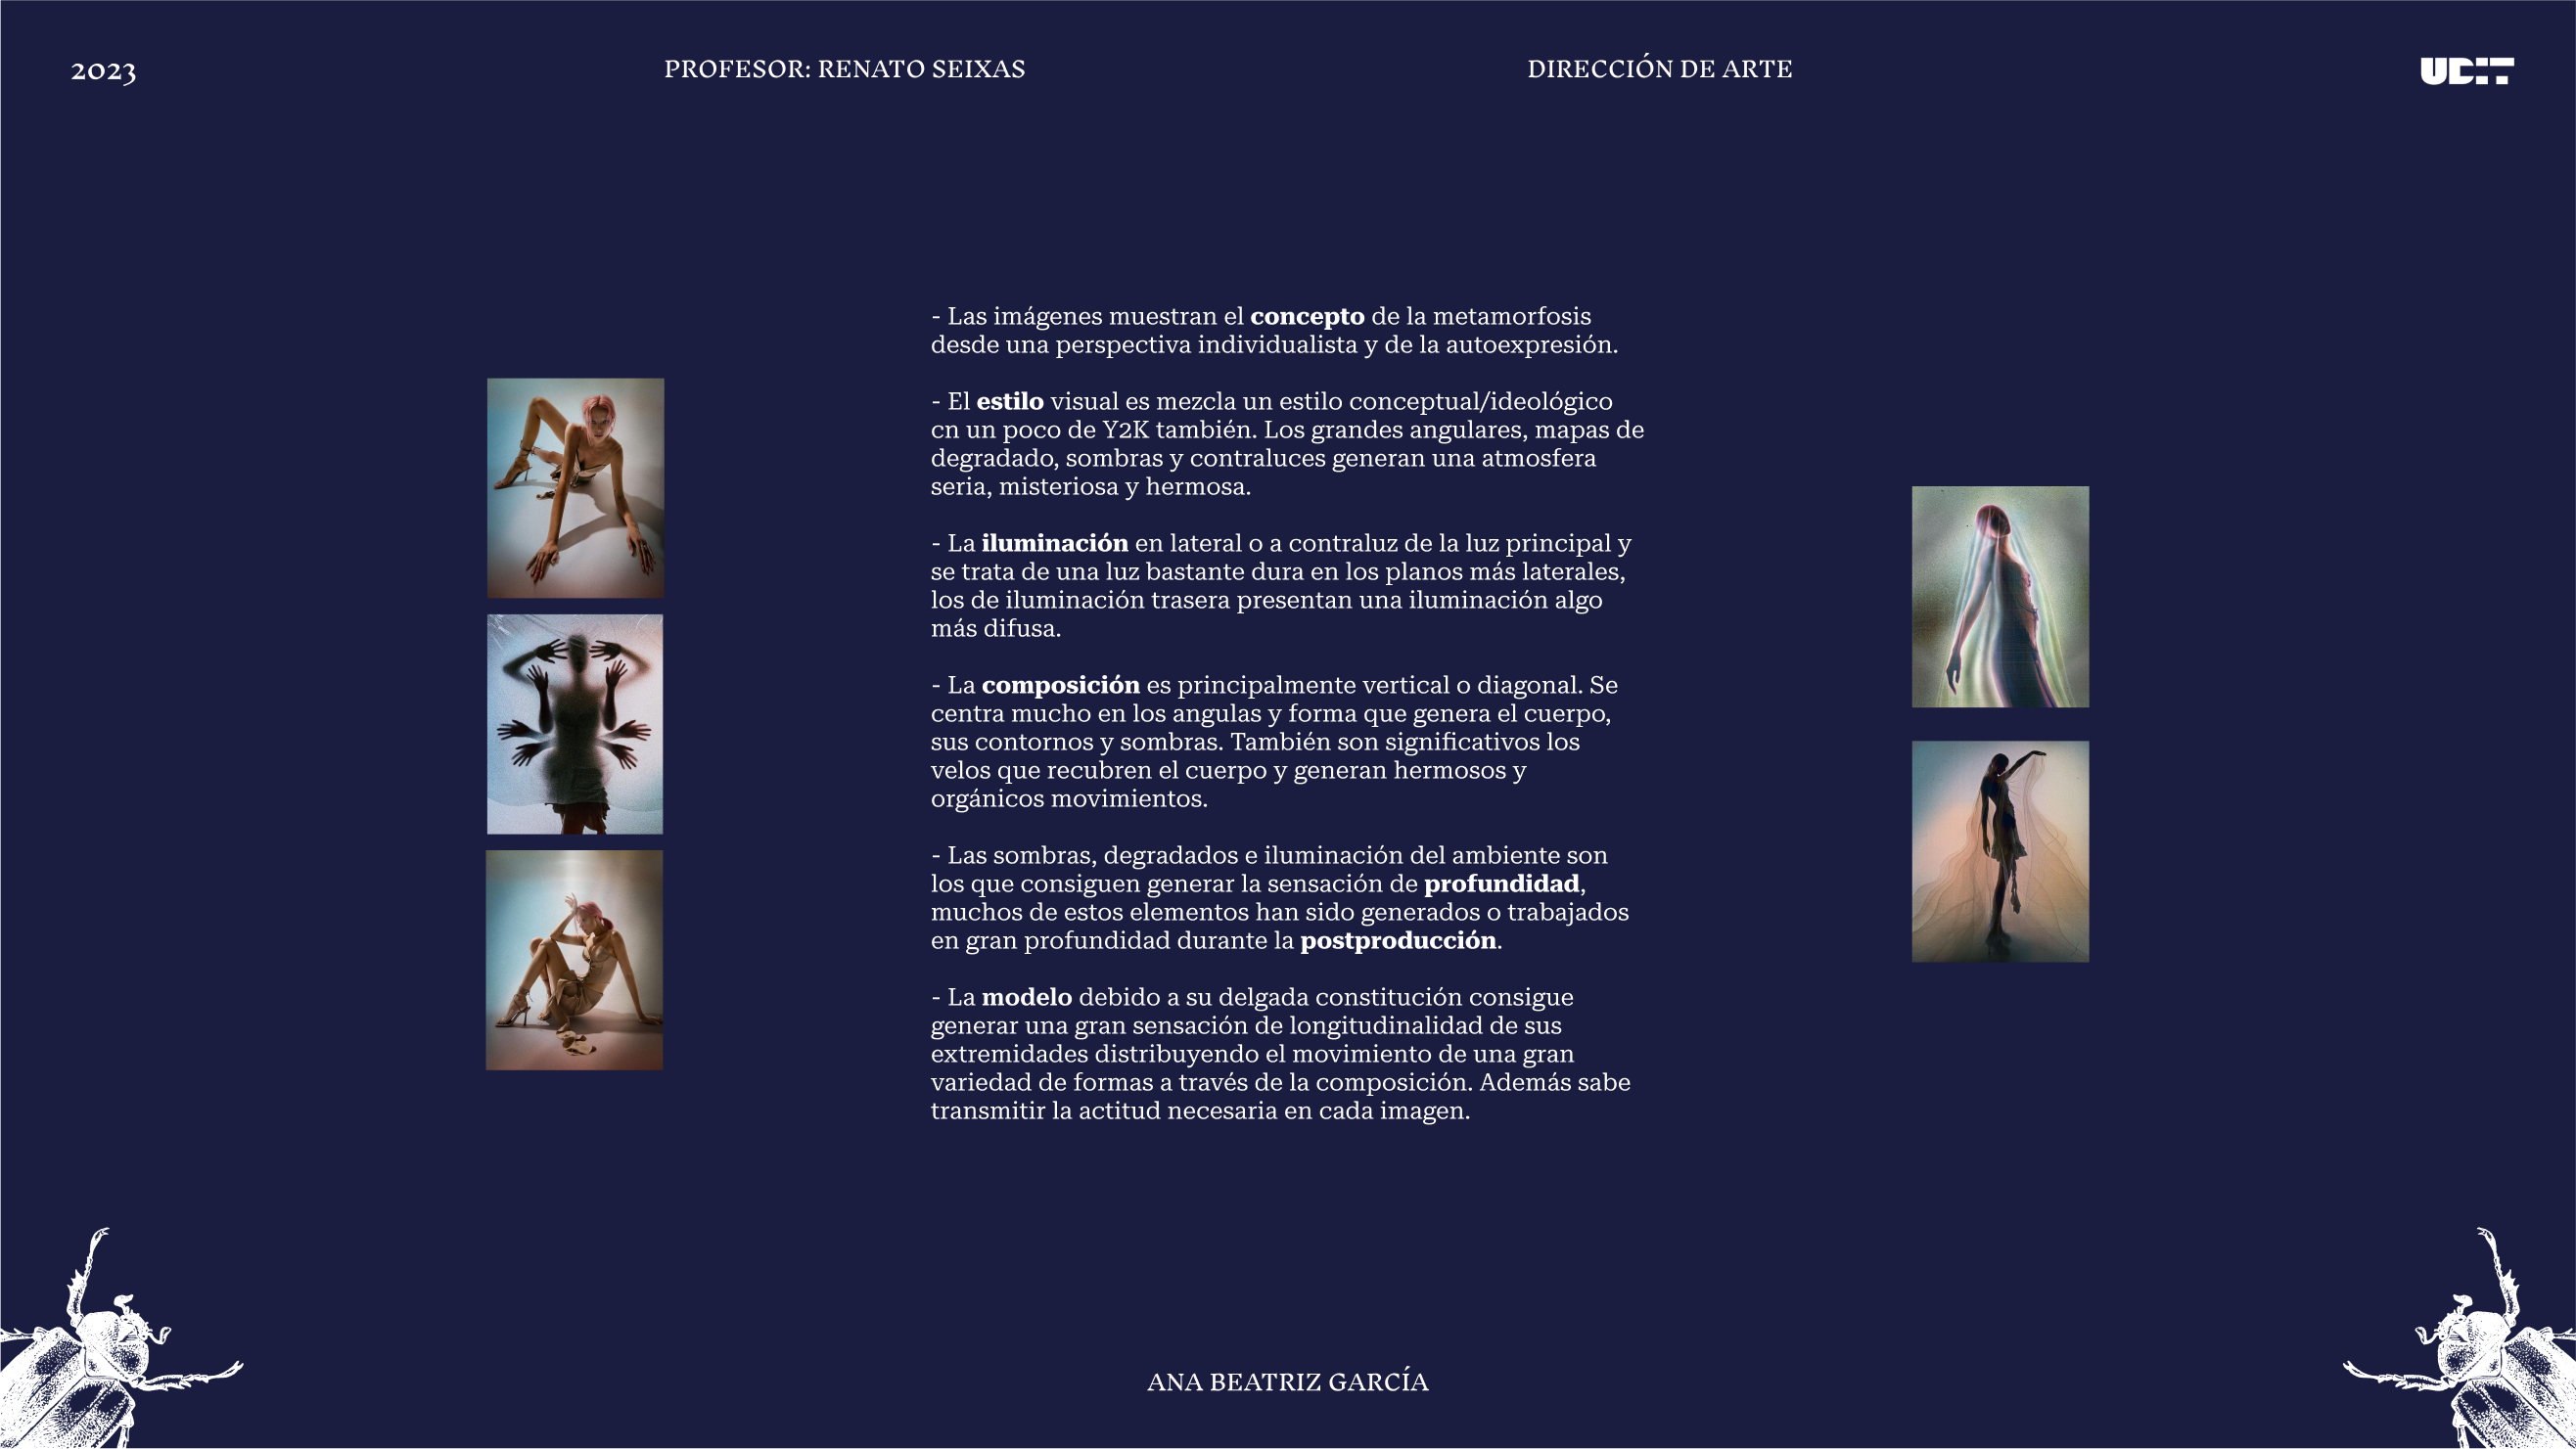 2023
PROFESOR: RENATO SEIXAS
DIRECCIÓN DE ARTE
UDIT
- Las imágenes muestran el concepto de la metamorfosis
desde una perspectiva individualista y de la autoexpresión.
- El estilo visual es mezcla un estilo conceptual/ideológico
cn un poco de Y2K también. Los grandes angulares, mapas de
degradado, sombras y contraluces generan una atmosfera
seria, misteriosa y hermosa.
- La iluminación en lateral o a contraluz de la luz principal y
se trata de una luz bastante dura en los planos más laterales,
los de iluminación trasera presentan una iluminación algo
más difusa.
- La composición es principalmente vertical o diagonal. Se
centra mucho en los angulas y forma que genera el cuerpo,
sus contornos y sombras. También son significativos los
velos que recubren el cuerpo y generan hermosos y
orgánicos movimientos.
- Las sombras, degradados e iluminación del ambiente son
los que consiguen generar la sensación de profundidad,
muchos de estos elementos han sido generados o trabajados
en gran profundidad durante la postproducción.
- La modelo debido a su delgada constitución consigue
generar una gran sensación de longitudinalidad de sus
extremidades distribuyendo el movimiento de una gran
variedad de formas a través de la composición. Además sabe
transmitir la actitud necesaria en cada imagen.
ANA BEATRIZ GARCÍA